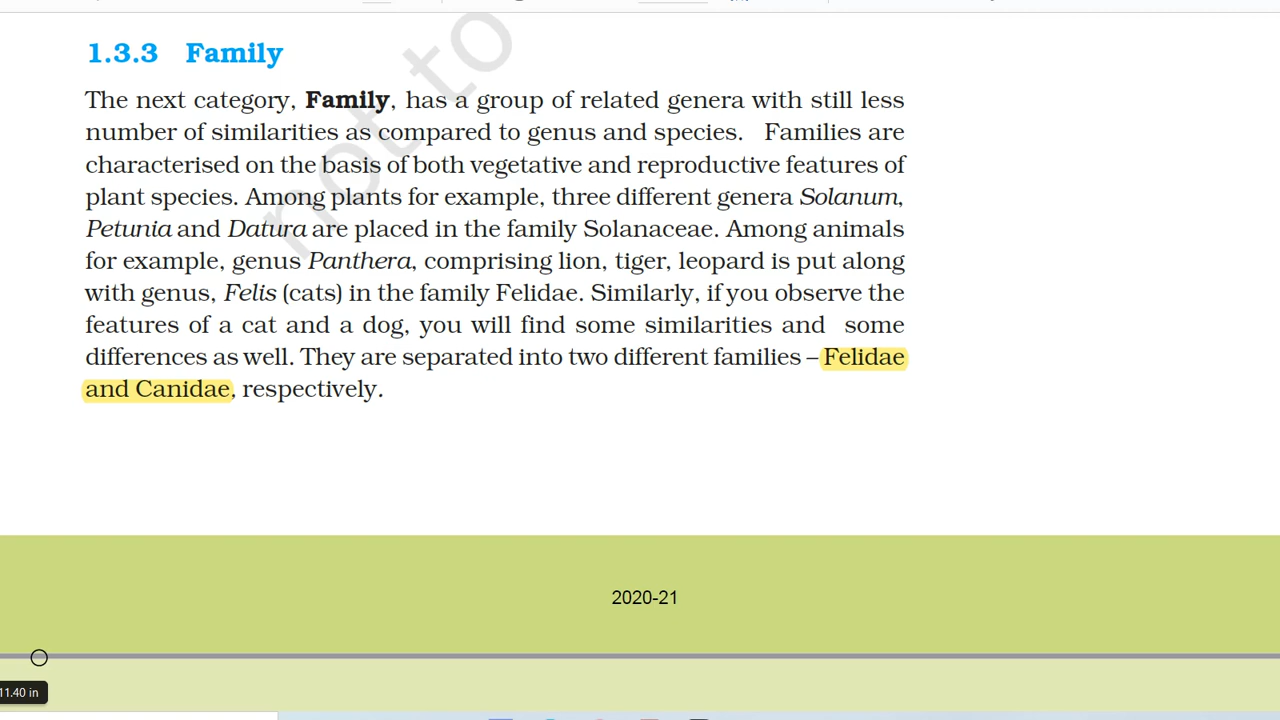 1.3.3 Family
The next category, Family, has a group of related genera with still less
number of similarities as compared to genus and species. Families are
characterised on the basis of both vegetative and reproductive features of
plant species. Among plants for example, three different genera Solanum,
Petunia and Datura are placed in the family Solanaceae. Among animals
for example, genus Panthera, comprising lion, tiger, leopard is put along
with genus, Felis (cats) in the family Felidae. Similarly, if you observe the
features of a cat and a dog, you will find some similarities and some
differences as well. They are separated into two different families – Felidae
and Canidae, respectively.
not to
2020-21
11.40 in